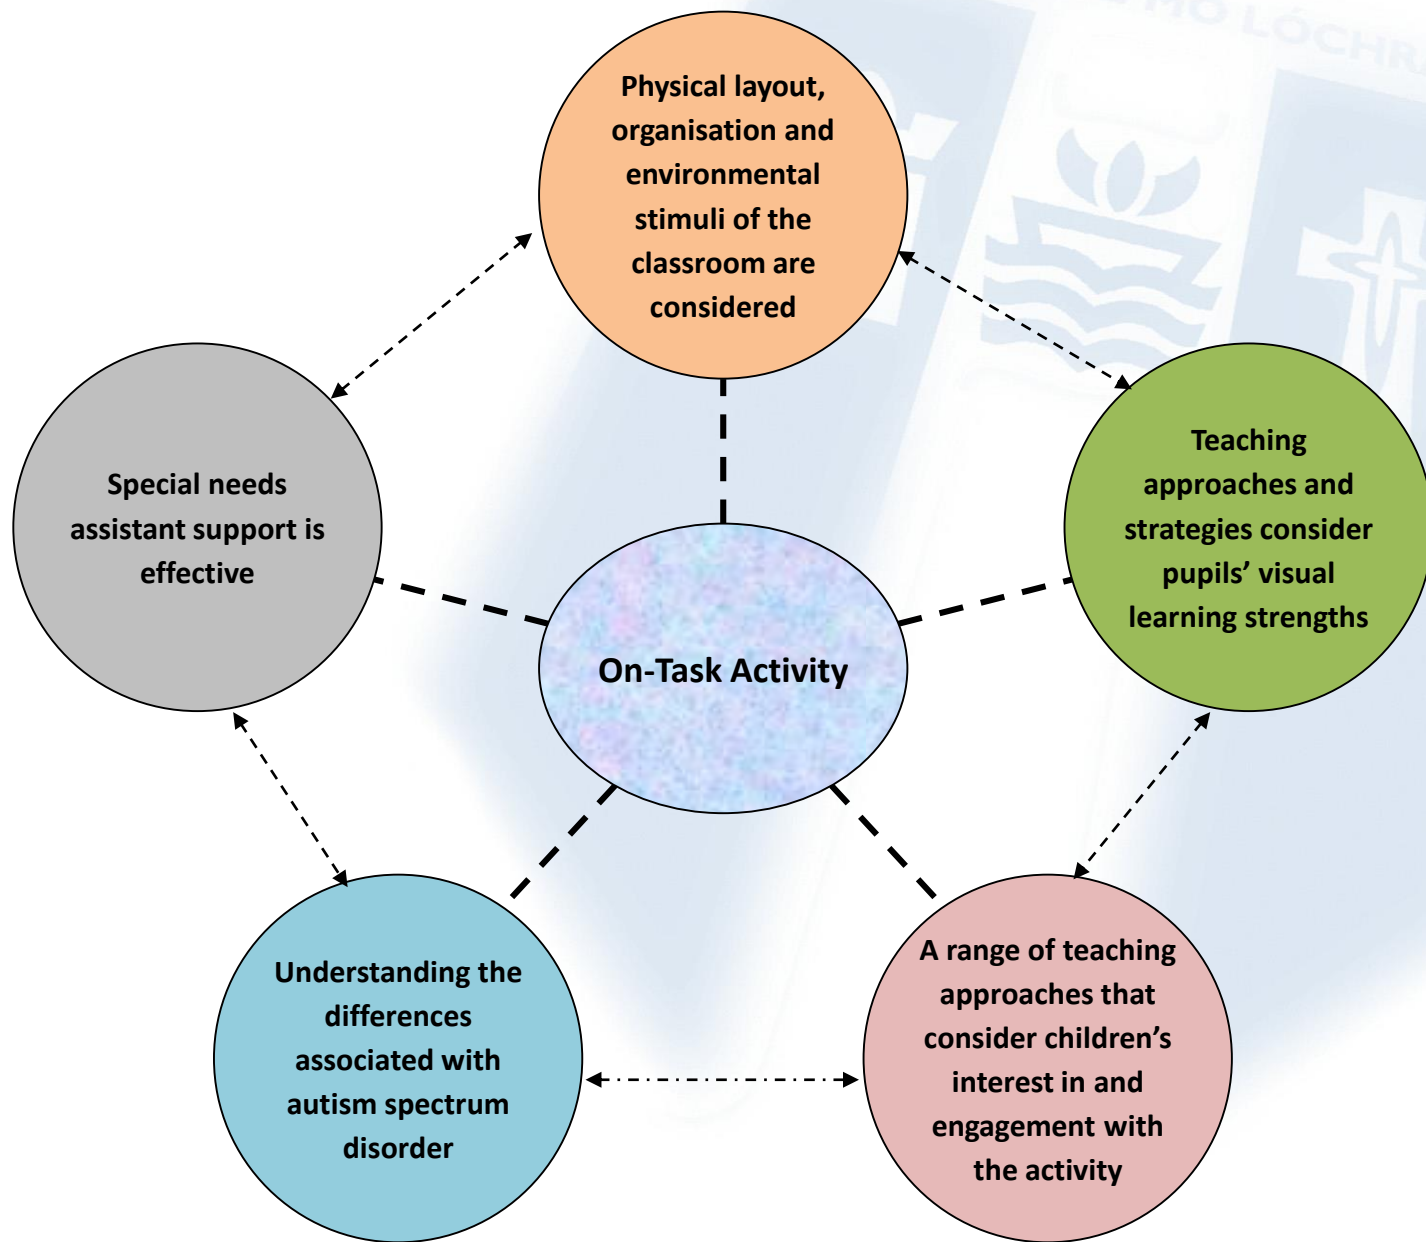 MO LÓCHRA
Physical layout,
organisation and
environmental
stimuli of the
classroom are
considered
Special needs
assistant support is
effective
Teaching
approaches and
strategies consider
pupils’ visual
learning strengths
On-Task Activity
Understanding the
differences
associated with
autism spectrum
disorder
A range of teaching
approaches that
consider children’s
interest in and
engagement with
the activity